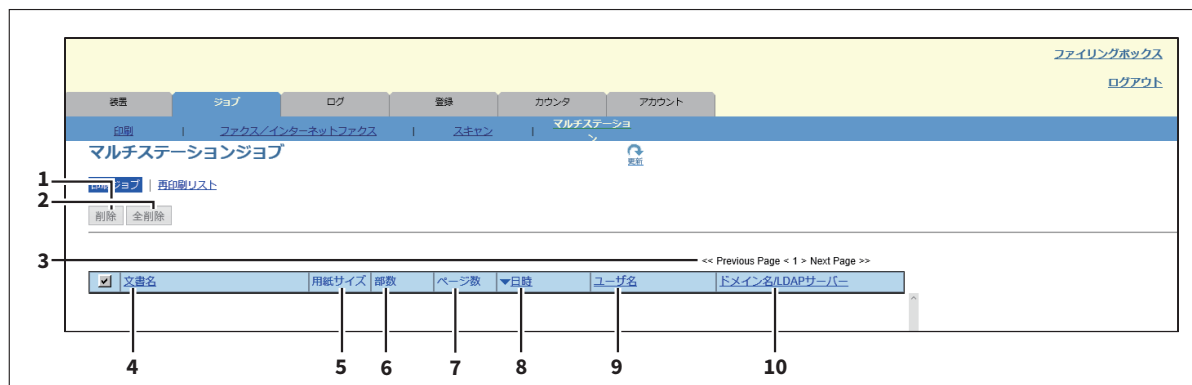 ファイリングボックス
ログアウト
装置 ジョブ ログ 登録 カウンタ アカウント
印刷 | ファクス/インターネットファクス | スキャン | マルチステーション
マルチステーションジョブ 更新
1
印刷ジョブ | 再印刷リスト
2
削除 全削除
3 << Previous Page < 1 > Next Page >>
文書名 用紙サイズ 部数 ページ数 ▼日時 ユーザ名 ドメイン名/LDAPサーバー
4 5 6 7 8 9 10